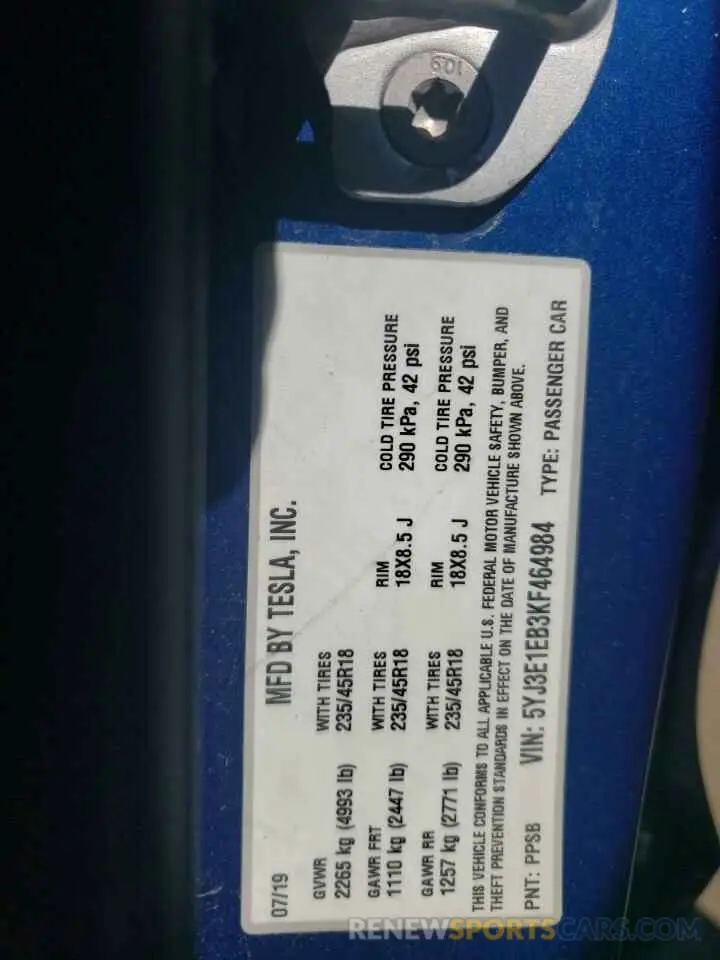 10.9
07/19 MFD BY TESLA, INC.
GVWR WITH TIRES
2265 kg (4993 lb) 235/45R18
GAWR FRT WITH TIRES RIM COLD TIRE PRESSURE
1110 kg (2447 lb) 235/45R18 18X8.5 J 290 kPa, 42 psi
GAWR RR WITH TIRES RIM COLD TIRE PRESSURE
1257 kg (2771 lb) 235/45R18 18X8.5 J 290 kPa, 42 psi
THIS VEHICLE CONFORMS TO ALL APPLICABLE U.S. FEDERAL MOTOR VEHICLE SAFETY, BUMPER, AND
THEFT PREVENTION STANDARDS IN EFFECT ON THE DATE OF MANUFACTURE SHOWN ABOVE.
PNT: PPSB VIN: 5YJ3E1EB3KF464984 TYPE: PASSENGER CAR
RENEWSPORTSCARS.COM